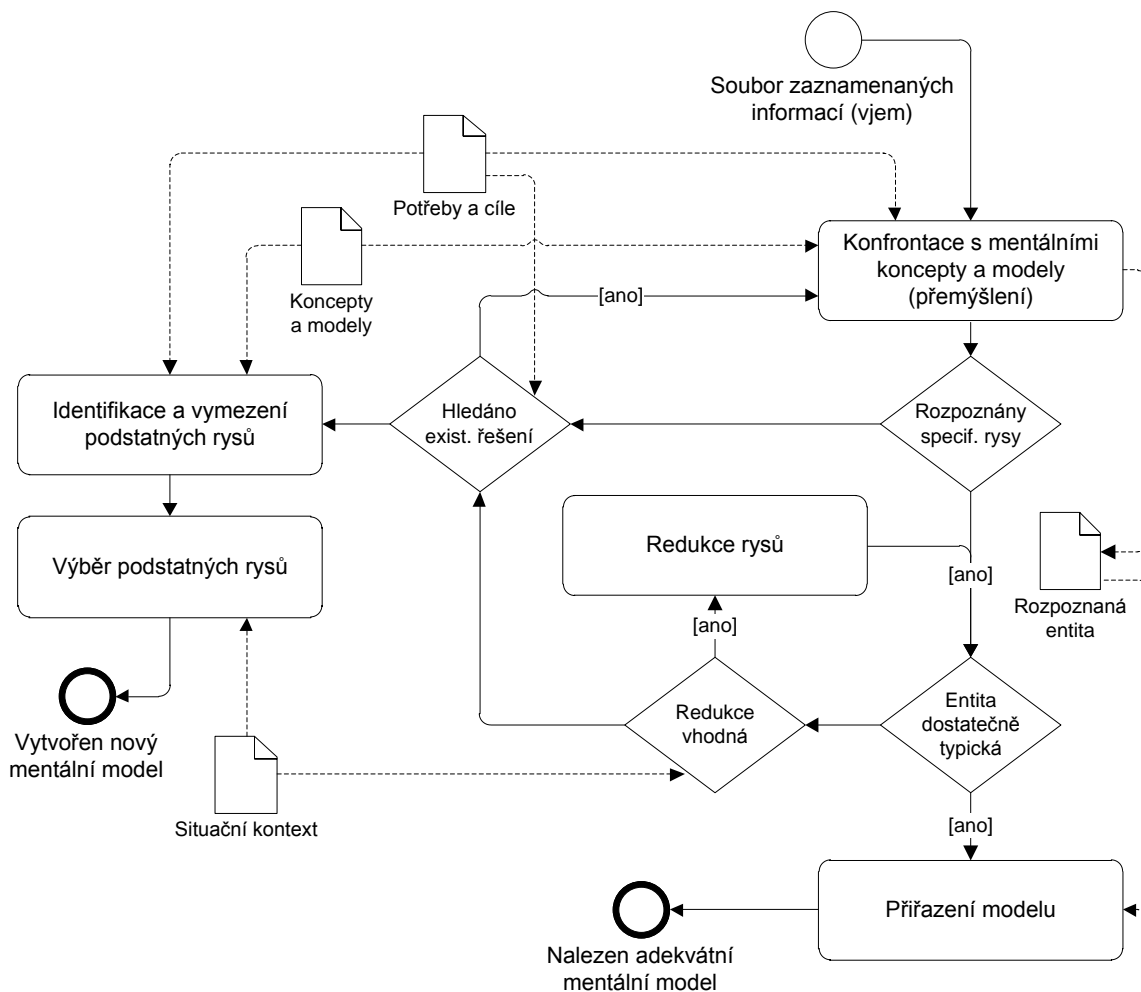 Soubor zaznamenaných
informací (vjem)
Potřeby a cíle
Konfrontace s mentálními
koncepty a modely
(přemýšlení)
Koncepty
a modely
[ano]
Identifikace a vymezení
podstatných rysů
Hledáno
exist. řešení
Rozpoznány
specif. rysy
Výběr podstatných rysů
Redukce rysů
[ano]
Rozpoznaná
entita
[ano]
Vytvořen nový
mentální model
Redukce
vhodná
Entita
dostatečně
typická
Situační kontext
[ano]
Přiřazení modelu
Nalezen adekvátní
mentální model